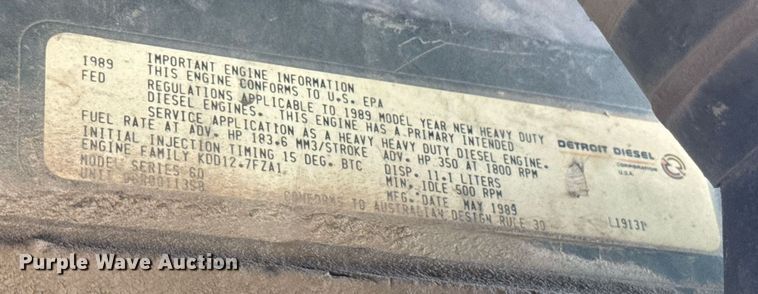 1989
FED
IMPORTANT ENGINE INFORMATION
THIS ENGINE CONFORMS TO U.S. EPA
REGULATIONS APPLICABLE TO 1989 MODEL YEAR NEW HEAVY DUTY
DIESEL ENGINES. THIS ENGINE HAS A PRIMARY INTENDED
SERVICE APPLICATION AS A HEAVY HEAVY DUTY DIESEL ENGINE.
FUEL RATE AT ADV. HP 183.6 MM3/STROKE ADV. HP 350 AT 1800 RPM
INITIAL INJECTION TIMING 15 DEG. BTC DISP. 11.1 LITERS
ENGINE FAMILY KDD12.7FZA1 MIN. IDLE 500 RPM
MODEL SERIES 60 MFG. DATE MAY 1989
UNIT
CONFORMS TO AUSTRALIAN DESIGN RULE 30
DETROIT DIESEL
CORPORATION
U.S.A.
Purple Wave Auction